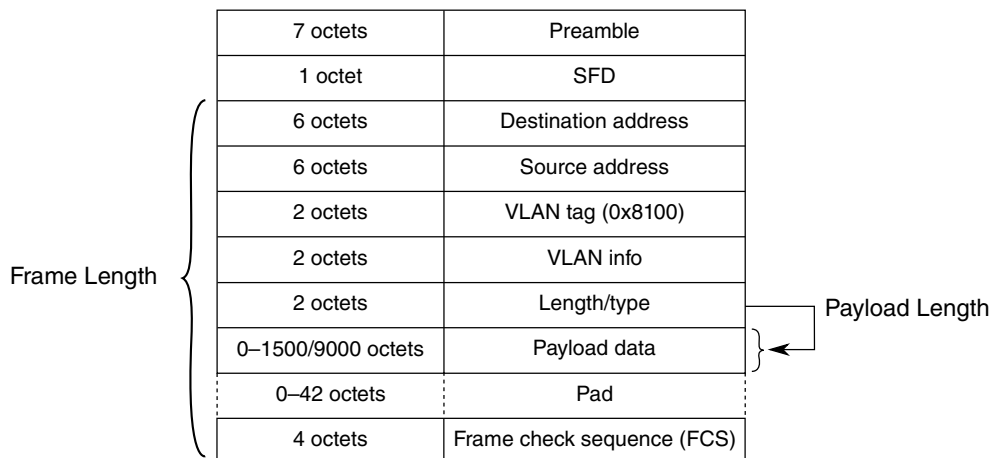 7 octets Preamble
1 octet SFD
6 octets Destination address
6 octets Source address
2 octets VLAN tag (0x8100)
2 octets VLAN info
Frame Length
2 octets Length/type
Payload Length
0–1500/9000 octets Payload data
0–42 octets Pad
4 octets Frame check sequence (FCS)